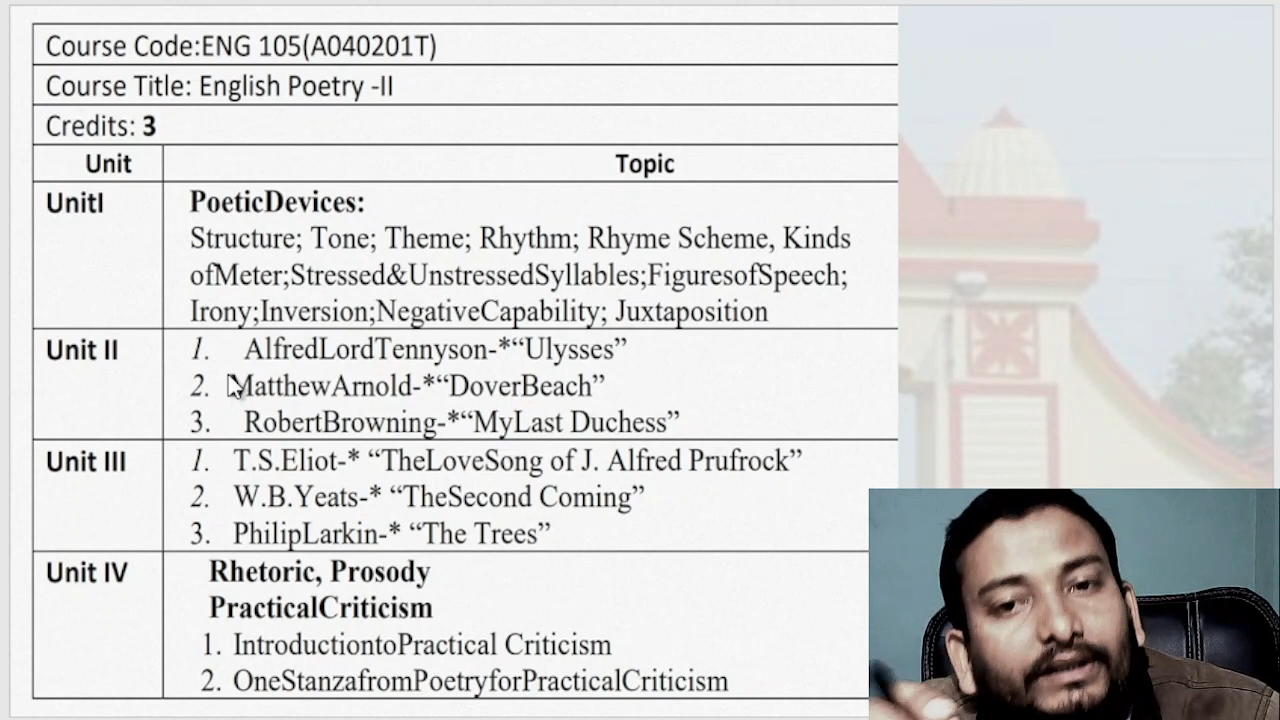 Course Code:ENG 105(A040201T)
Course Title: English Poetry -II
Credits: 3
Unit Topic
UnitI PoeticDevices:
Structure; Tone; Theme; Rhythm; Rhyme Scheme, Kinds
ofMeter;Stressed&UnstressedSyllables;FiguresofSpeech;
Irony;Inversion;NegativeCapability; Juxtaposition
Unit II 1. AlfredLordTennyson-*“Ulysses”
2. MatthewArnold-*“DoverBeach”
3. RobertBrowning-*“MyLast Duchess”
Unit III 1. T.S.Eliot-* “TheLoveSong of J. Alfred Prufrock”
2. W.B.Yeats-* “TheSecond Coming”
3. PhilipLarkin-* “The Trees”
Unit IV Rhetoric, Prosody
PracticalCriticism
1. IntroductiontoPractical Criticism
2. OneStanzafromPoetryforPracticalCriticism